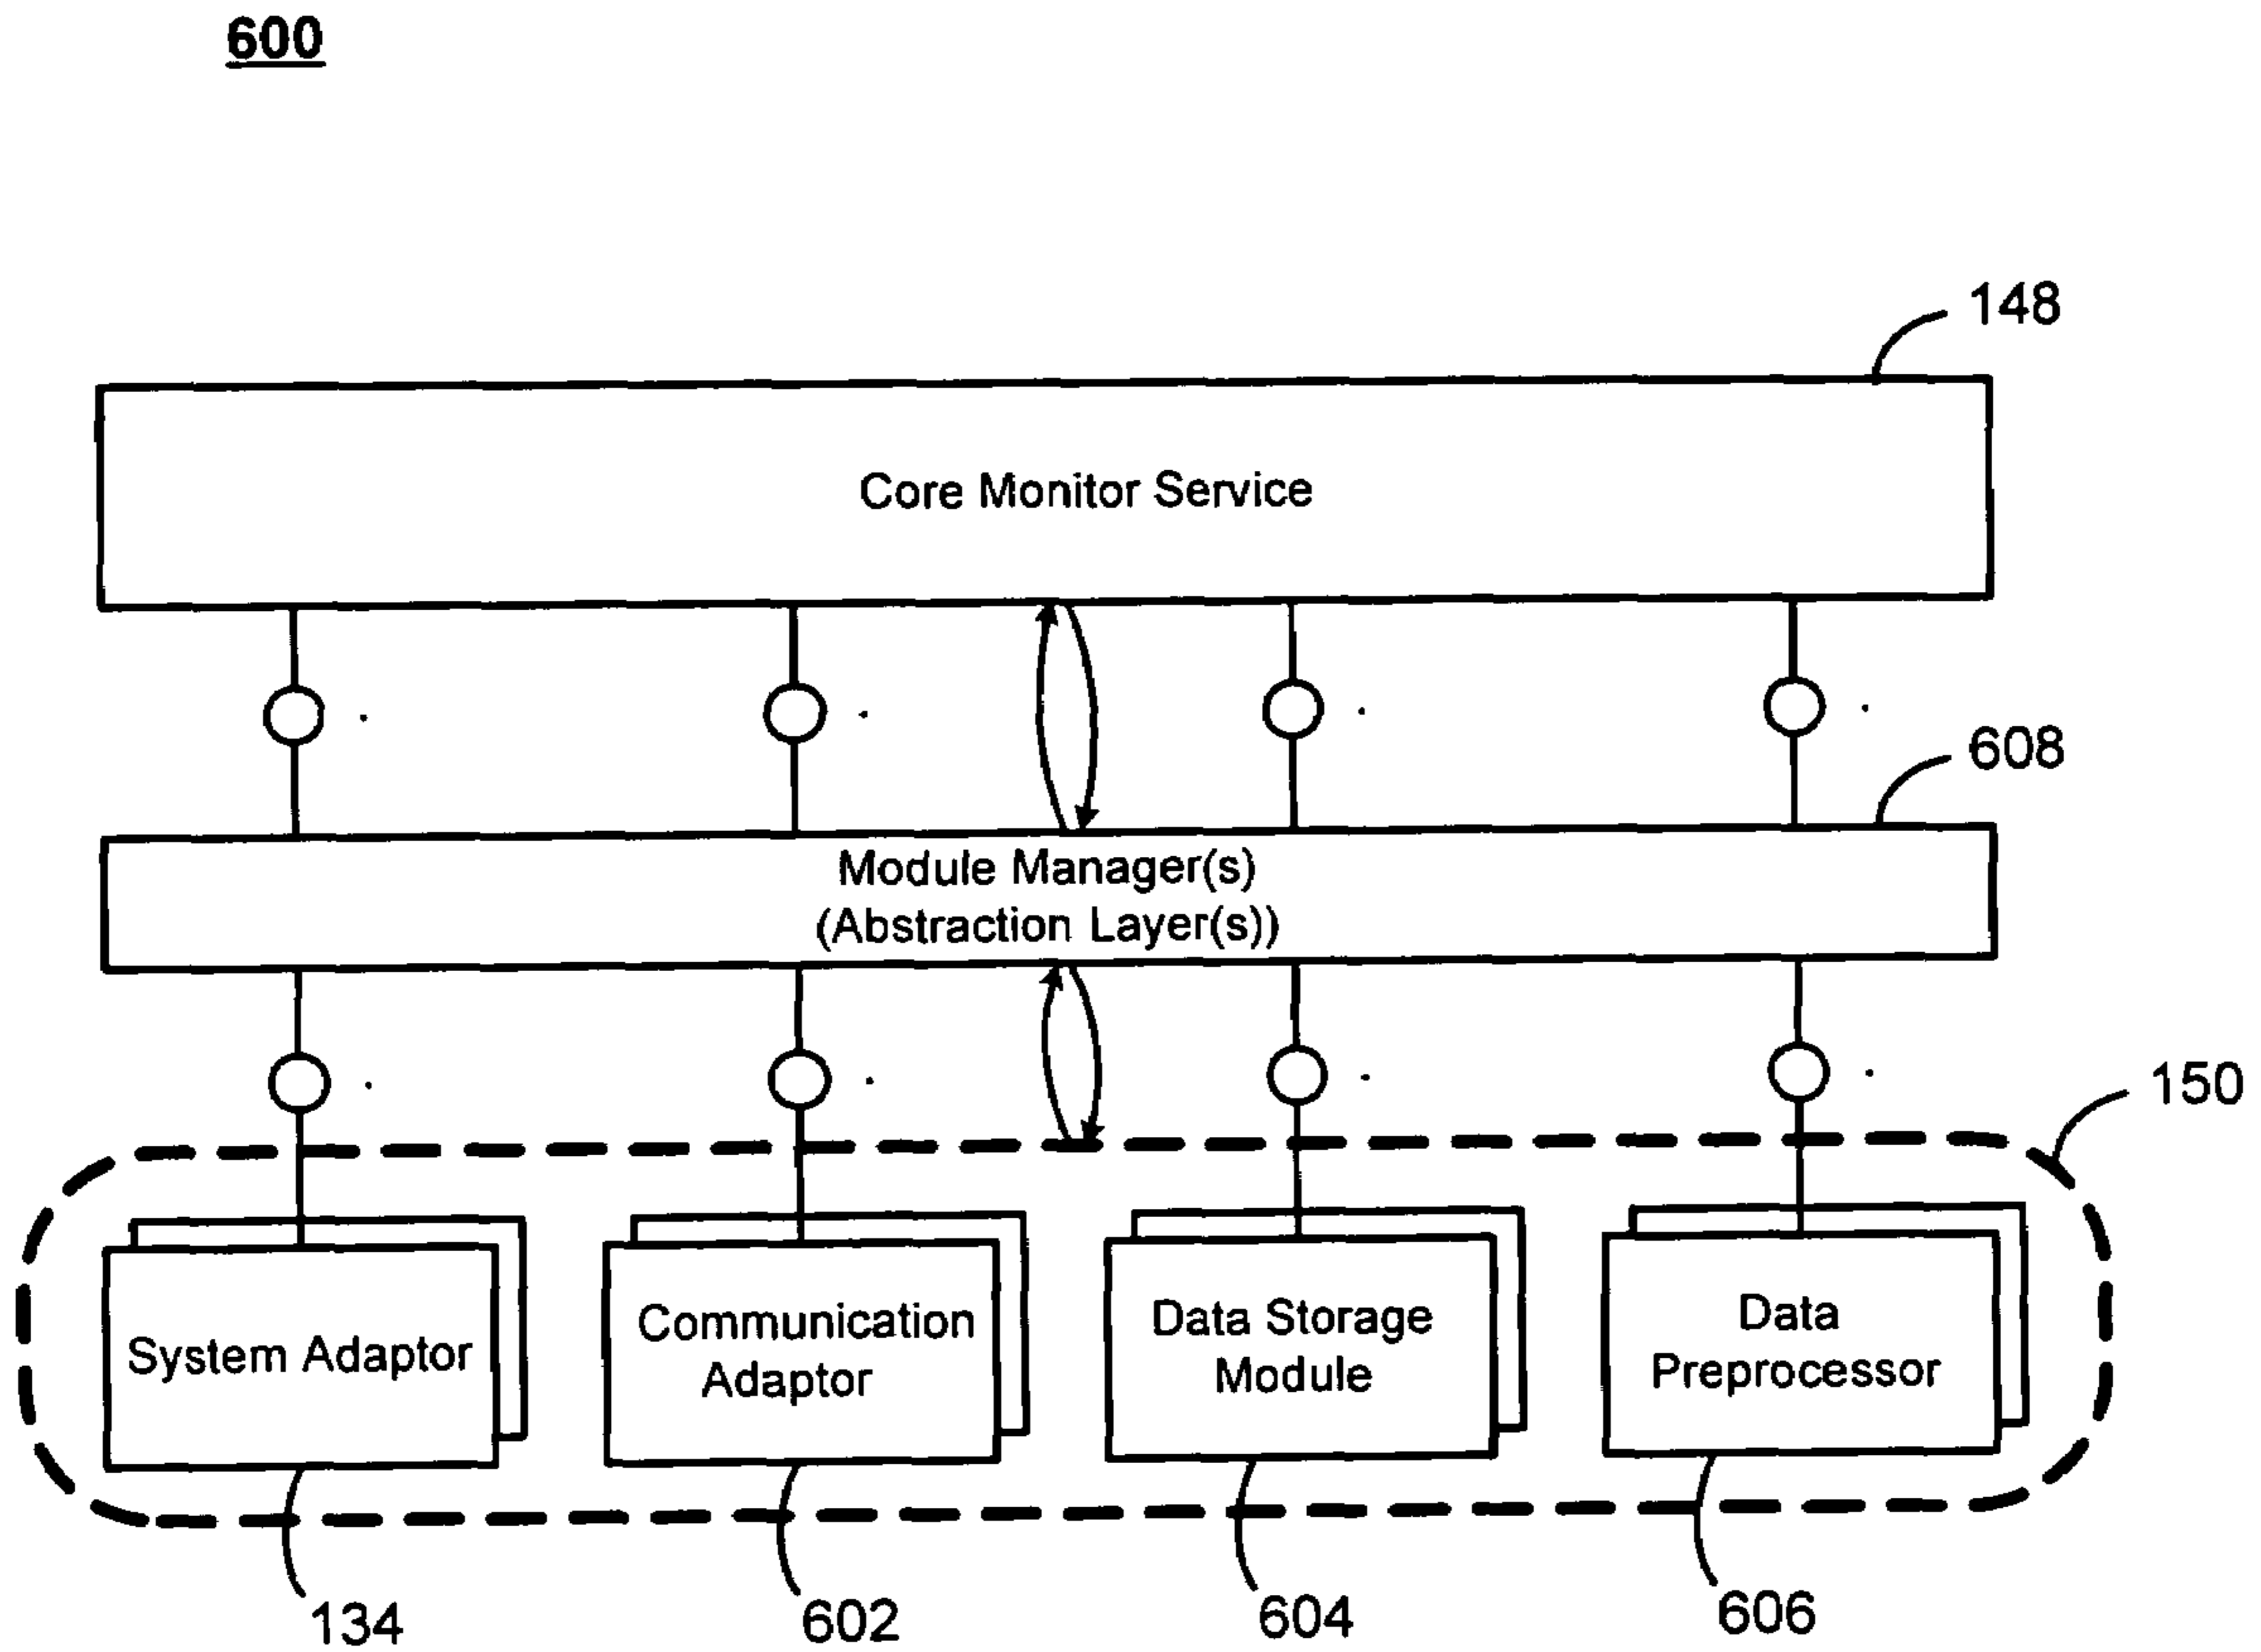 600
148
Core Monitor Service
608
Module Manager(s)
(Abstraction Layer(s))
150
System Adaptor
Communication
Adaptor
Data Storage
Module
Data
Preprocessor
134
602
604
606